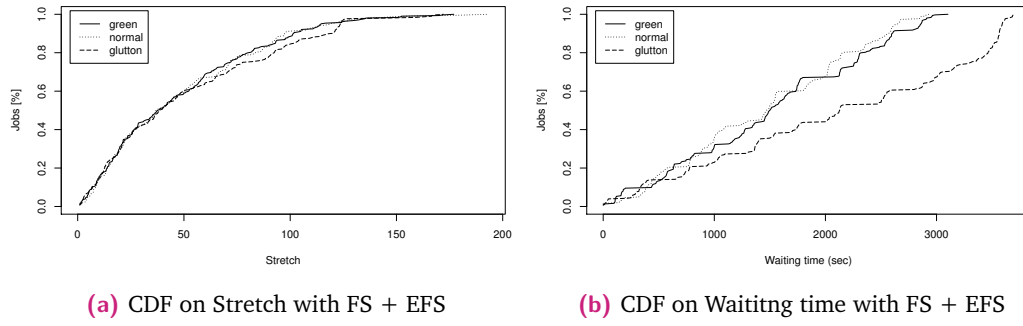 green
normal
glutton
Jobs [%]
0.0
0.2
0.4
0.6
0.8
1.0
0
50
100
150
200
Stretch
(a) CDF on Stretch with FS + EFS
green
normal
glutton
Jobs [%]
0.0
0.2
0.4
0.6
0.8
1.0
0
1000
2000
3000
Waiting time (sec)
(b) CDF on Waititng time with FS + EFS